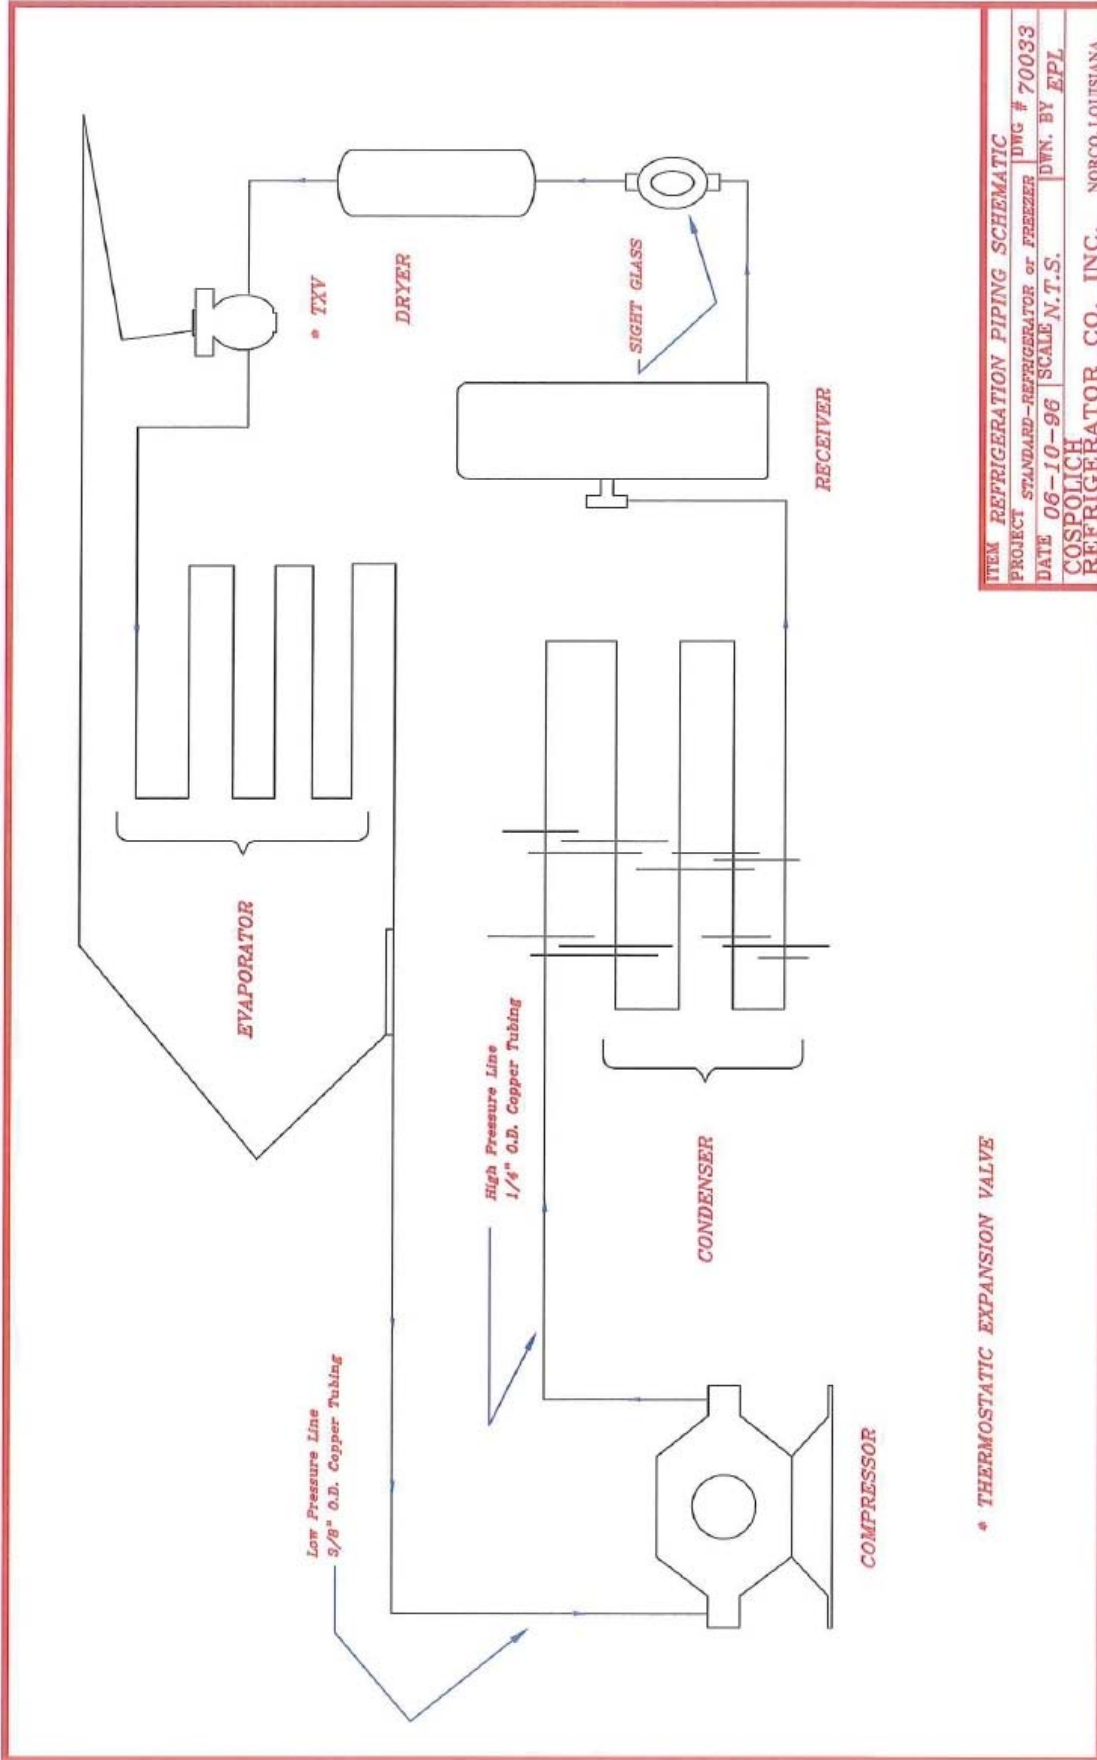 * TXV
DRYER
EVAPORATOR
SIGHT GLASS
RECEIVER
Low Pressure Line
3/8" O.D. Copper Tubing
High Pressure Line
1/4" O.D. Copper Tubing
CONDENSER
COMPRESSOR
* THERMOSTATIC EXPANSION VALVE
ITEM REFRIGERATION PIPING SCHEMATIC
PROJECT STANDARD-REFRIGERATOR or FREEZER DWG # 70033
DATE 06-10-96 SCALE N.T.S. DWN. BY EPL
COSPOLICH
REFRIGERATOR CO, INC. NORCO, LOUISIANA